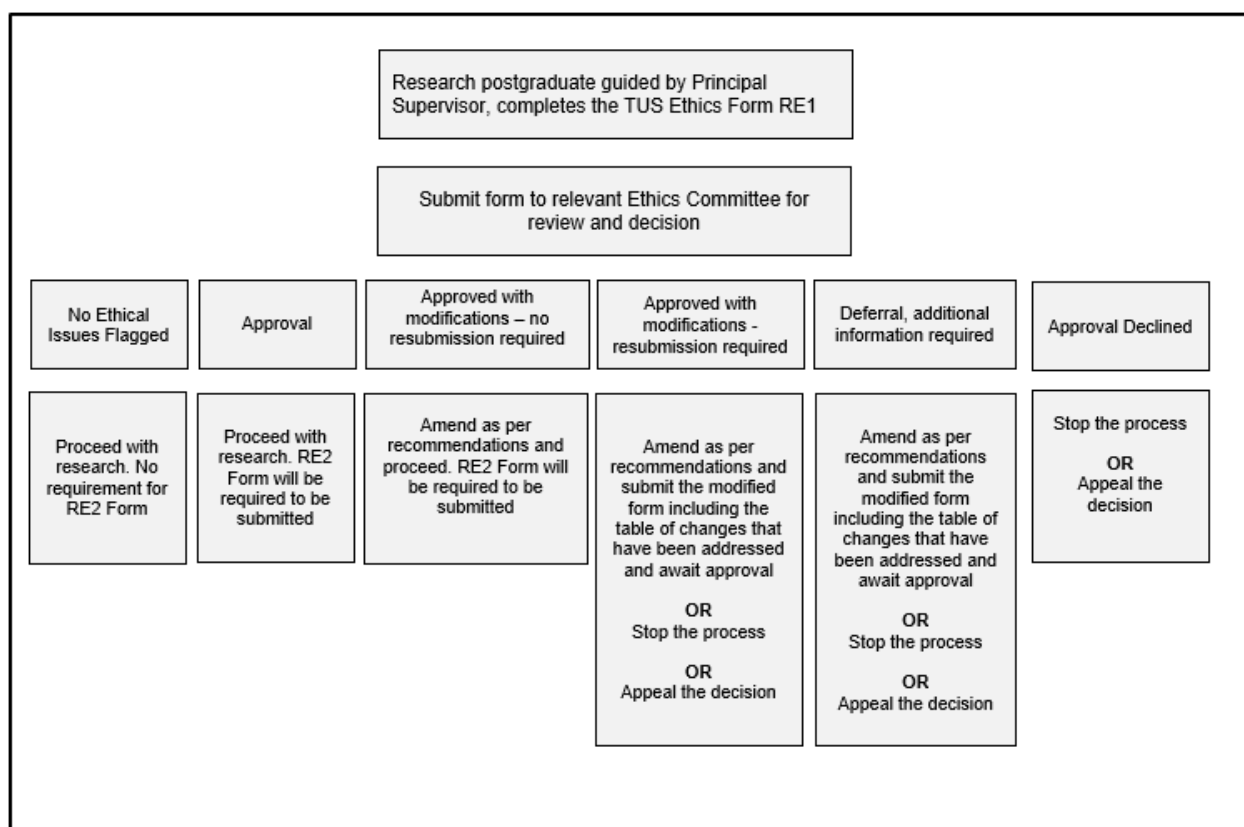 Research postgraduate guided by Principal
Supervisor, completes the TUS Ethics Form RE1
Submit form to relevant Ethics Committee for
review and decision
No Ethical
Issues Flagged
Approval
Approved with
modifications – no
resubmission required
Approved with
modifications -
resubmission required
Deferral, additional
information required
Approval Declined
Proceed with
research. No
requirement for
RE2 Form
Proceed with
research. RE2
Form will be
required to be
submitted
Amend as per
recommendations and
proceed. RE2 Form will
be required to be
submitted
Amend as per
recommendations and
submit the modified
form including the
table of changes that
have been addressed
and await approval
OR
Stop the process
OR
Appeal the decision
Amend as per
recommendations
and submit the
modified form
including the table of
changes that have
been addressed and
await approval
OR
Stop the process
OR
Appeal the decision
Stop the process
OR
Appeal the
decision